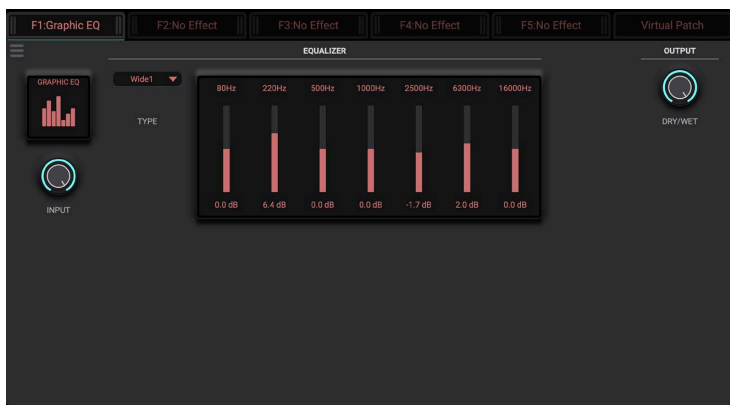 F1:Graphic EQ
F2:No Effect
F3:No Effect
F4:No Effect
F5:No Effect
Virtual Patch
EQUALIZER
OUTPUT
GRAPHIC EQ
Wide1
TYPE
80Hz
220Hz
500Hz
1000Hz
2500Hz
6300Hz
16000Hz
0.0 dB
6.4 dB
0.0 dB
0.0 dB
-1.7 dB
2.0 dB
0.0 dB
DRY/WET
INPUT